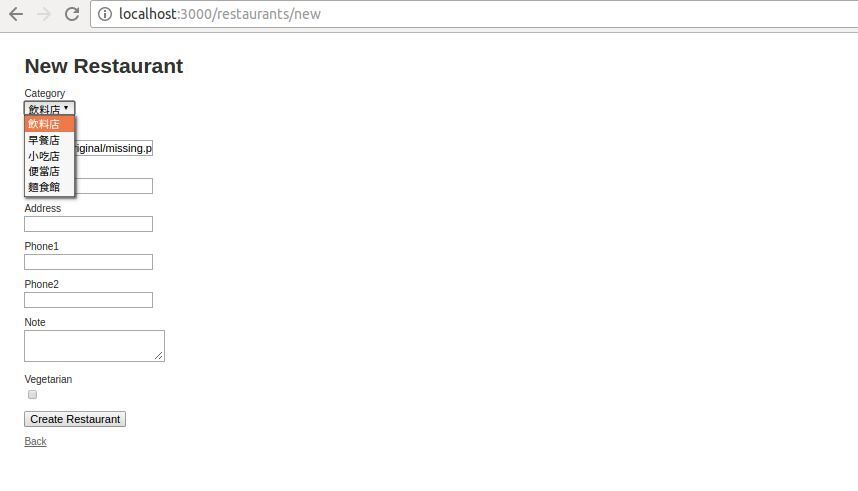 localhost:3000/restaurants/new
New Restaurant
Category
飲料店
飲料店
早餐店
小吃店
便當店
麵食館
iginal/missing.p
Address
Phone1
Phone2
Note
Vegetarian
Create Restaurant
Back